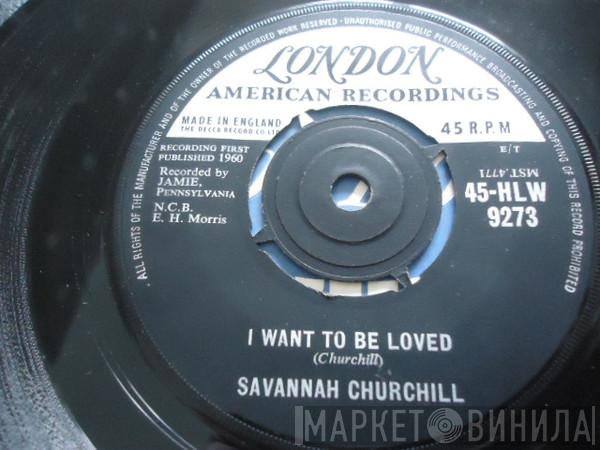 ALL RIGHTS OF THE MANUFACTURER AND OF THE OWNER OF THE RECORDED WORK RESERVED · UNAUTHORISED PUBLIC PERFORMANCE BROADCASTING AND COPYING OF THIS RECORD PROHIBITED
LONDON
AMERICAN RECORDINGS
MADE IN ENGLAND
THE DECCA RECORD CO LTD
45 R.P.M
RECORDING FIRST
PUBLISHED 1960
E/T
Recorded by
JAMIE,
PENNSYLVANIA
MST.4771
45-HLW
9273
N.C.B.
E. H. Morris
I WANT TO BE LOVED
(Churchill)
SAVANNAH CHURCHILL
МАРКЕТ ВИНИЛА